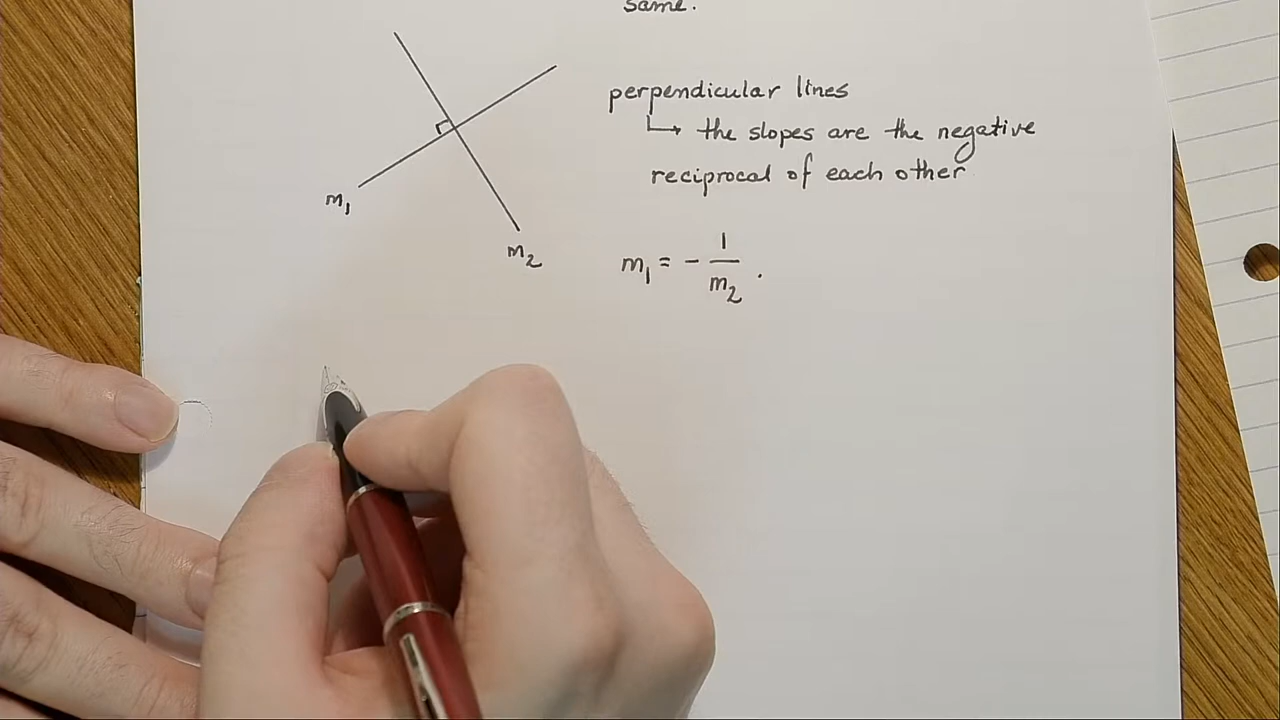 same.
perpendicular lines
↳ the slopes are the negative
reciprocal of each other
m₁
m₂
m₁ = - 1/m₂ .